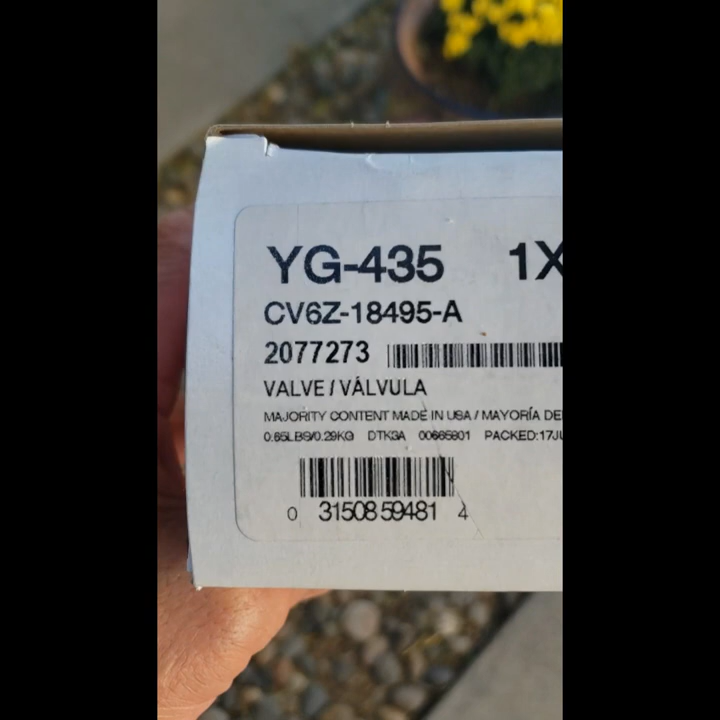 YG-435 1X
CV6Z-18495-A
2077273
VALVE / VÁLVULA
MAJORITY CONTENT MADE IN USA / MAYORÍA DE
0.65LBS/0.29KG DTK3A 00665801 PACKED:17JU
0 31508 59481 4